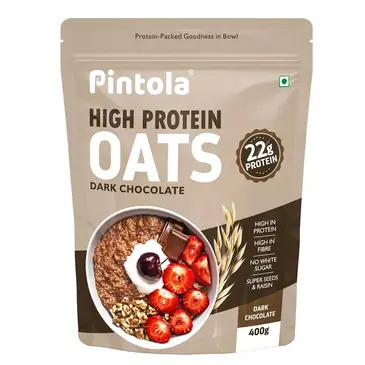 Protein-Packed Goodness in Bowl
Pintola®
HIGH PROTEIN
OATS
DARK CHOCOLATE
22g
PROTEIN
HIGH IN
PROTEIN
HIGH IN
FIBRE
NO WHITE
SUGAR
SUPER SEEDS
& RAISIN
DARK
CHOCOLATE
400g